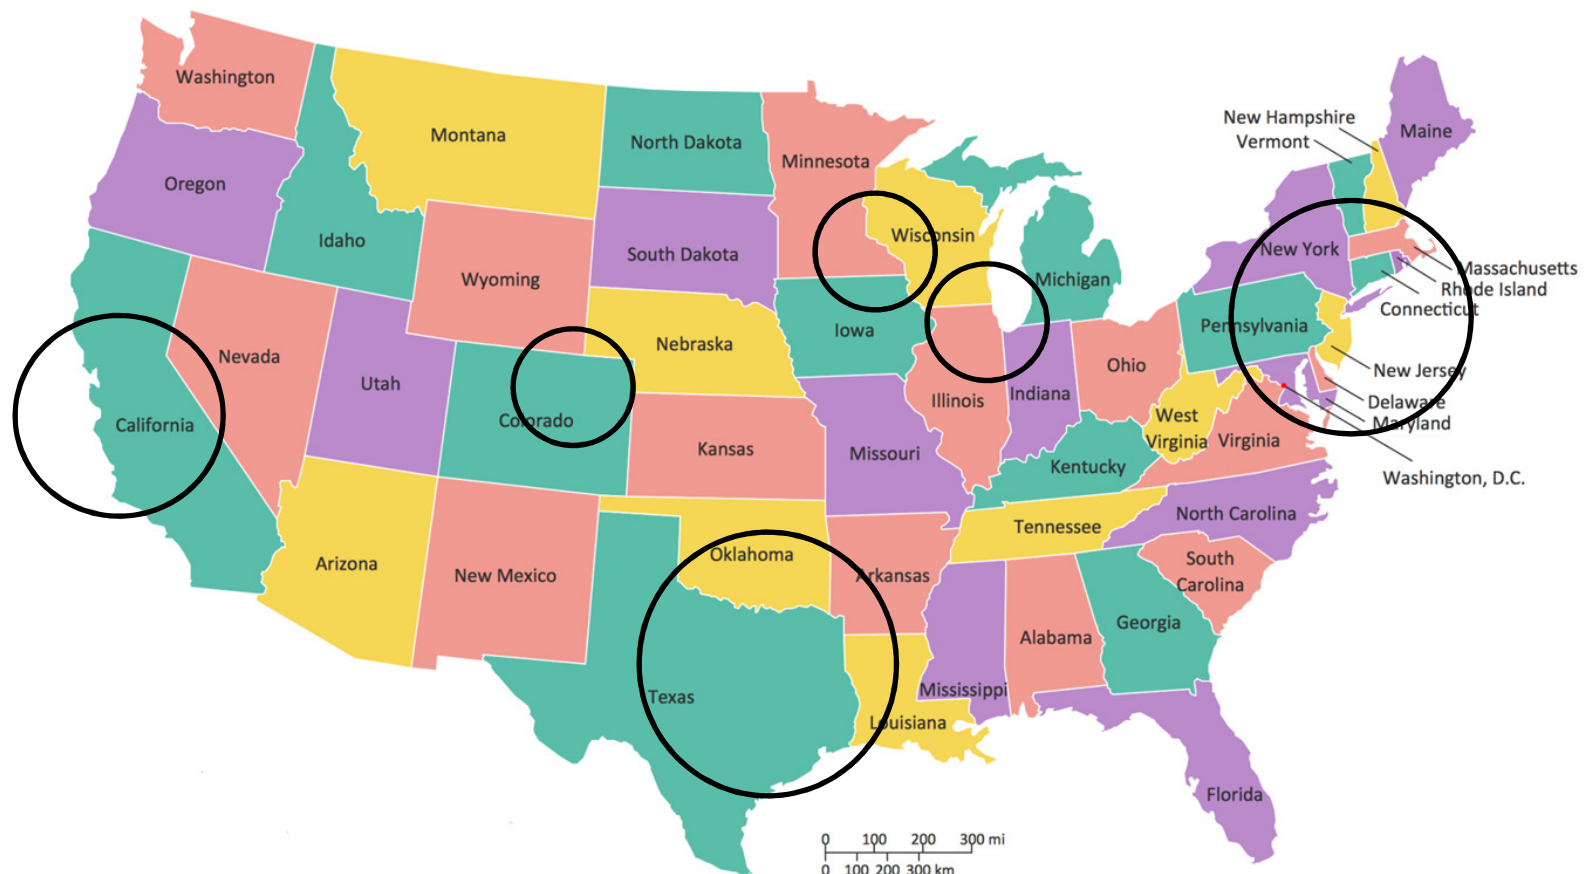 Washington
Montana
North Dakota
Minnesota
New Hampshire
Vermont
Maine
Oregon
Idaho
Wyoming
South Dakota
Wisconsin
Michigan
New York
Massachusetts
Rhode Island
Connecticut
Nevada
Utah
Nebraska
Iowa
Pennsylvania
Ohio
New Jersey
California
Colorado
Kansas
Missouri
Illinois
Indiana
West
Virginia
Virginia
Delaware
Maryland
Washington, D.C.
Kentucky
Arizona
New Mexico
Oklahoma
Arkansas
Tennessee
North Carolina
South
Carolina
Texas
Louisiana
Mississippi
Alabama
Georgia
Florida
0 100 200 300 mi
0 100 200 300 km